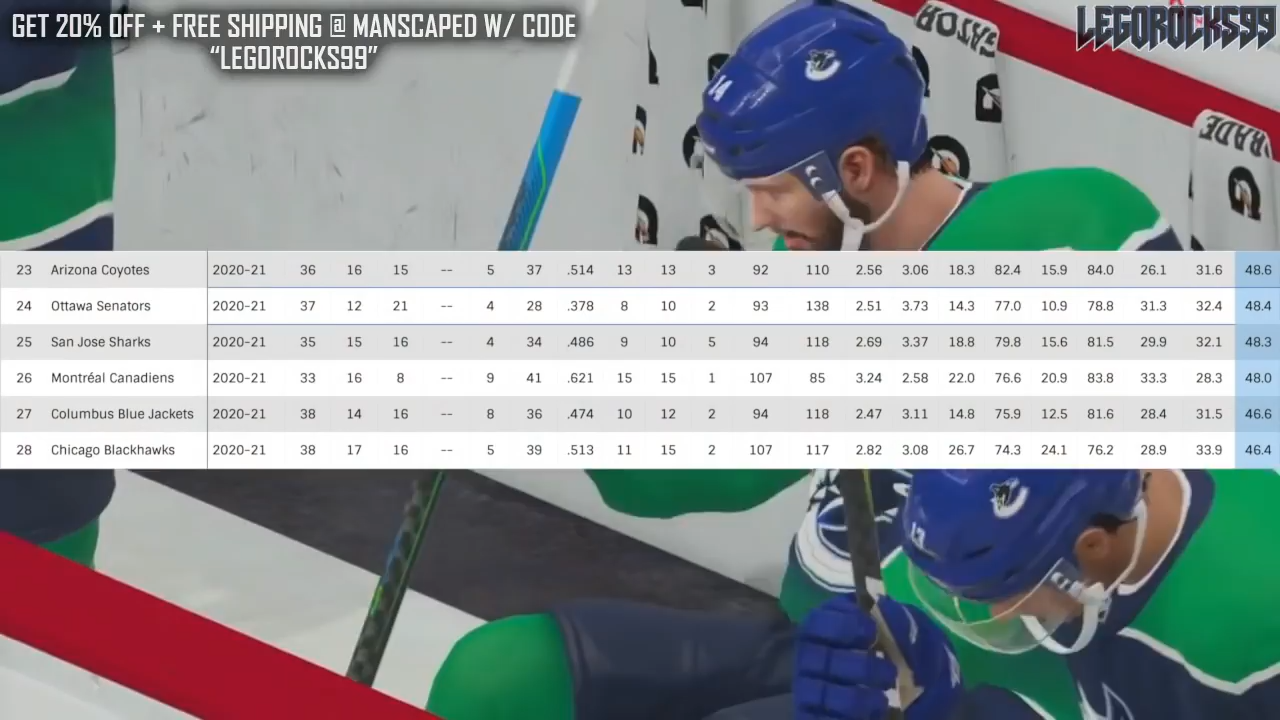 GET 20% OFF + FREE SHIPPING @ MANSCAPED W/ CODE
"LEGOROCKS99"
LEGOROCKS99
14
23 Arizona Coyotes 2020-21 36 16 15 -- 5 37 .514 13 13 3 92 110 2.56 3.06 18.3 82.4 15.9 84.0 26.1 31.6 48.6
24 Ottawa Senators 2020-21 37 12 21 -- 4 28 .378 8 10 2 93 138 2.51 3.73 14.3 77.0 10.9 78.8 31.3 32.4 48.4
25 San Jose Sharks 2020-21 35 15 16 -- 4 34 .486 9 10 5 94 118 2.69 3.37 18.8 79.8 15.6 81.5 29.9 32.1 48.3
26 Montréal Canadiens 2020-21 33 16 8 -- 9 41 .621 15 15 1 107 85 3.24 2.58 22.0 76.6 20.9 83.8 33.3 28.3 48.0
27 Columbus Blue Jackets 2020-21 38 14 16 -- 8 36 .474 10 12 2 94 118 2.47 3.11 14.8 75.9 12.5 81.6 28.4 31.5 46.6
28 Chicago Blackhawks 2020-21 38 17 16 -- 5 39 .513 11 15 2 107 117 2.82 3.08 26.7 74.3 24.1 76.2 28.9 33.9 46.4
13